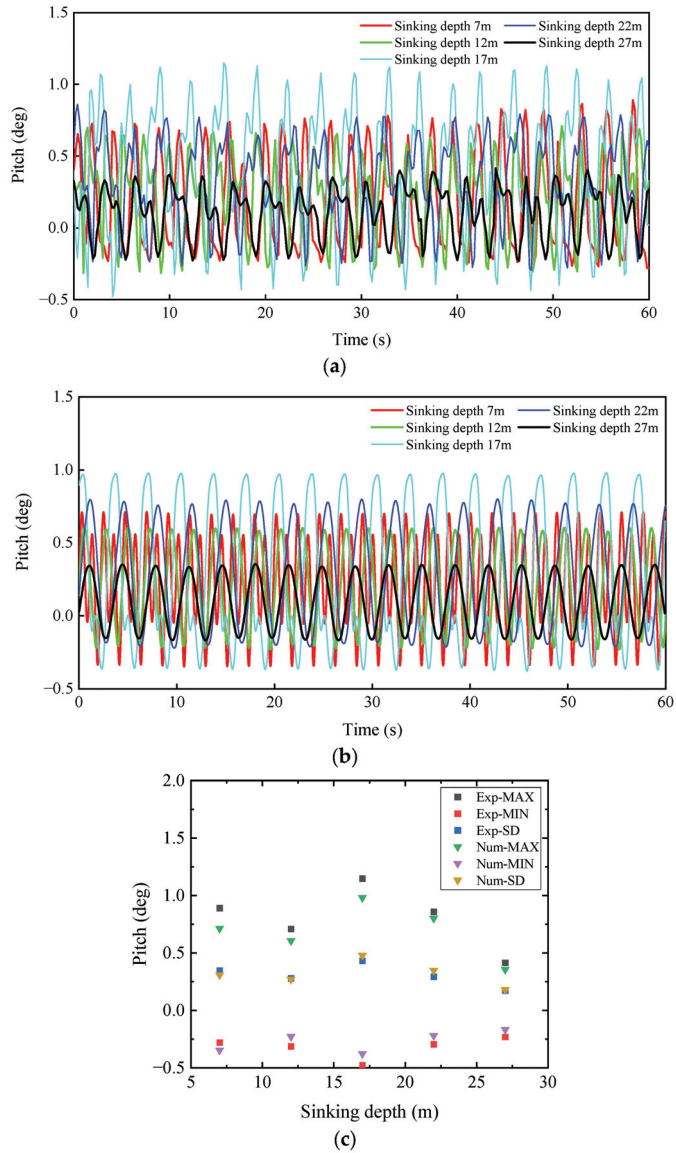 1.5
Sinking depth 7m
Sinking depth 22m
Sinking depth 12m
Sinking depth 27m
Sinking depth 17m
1.0
Pitch (deg)
0.5
0.0
−0.5
0 10 20 30 40 50 60
Time (s)
(a)
1.5
Sinking depth 7m
Sinking depth 22m
Sinking depth 12m
Sinking depth 27m
Sinking depth 17m
1.0
Pitch (deg)
0.5
0.0
−0.5
0 10 20 30 40 50 60
Time (s)
(b)
2.0
Exp-MAX
Exp-MIN
1.5
Exp-SD
Num-MAX
Num-MIN
1.0
Num-SD
Pitch (deg)
0.5
0.0
−0.5
5 10 15 20 25 30
Sinking depth (m)
(c)